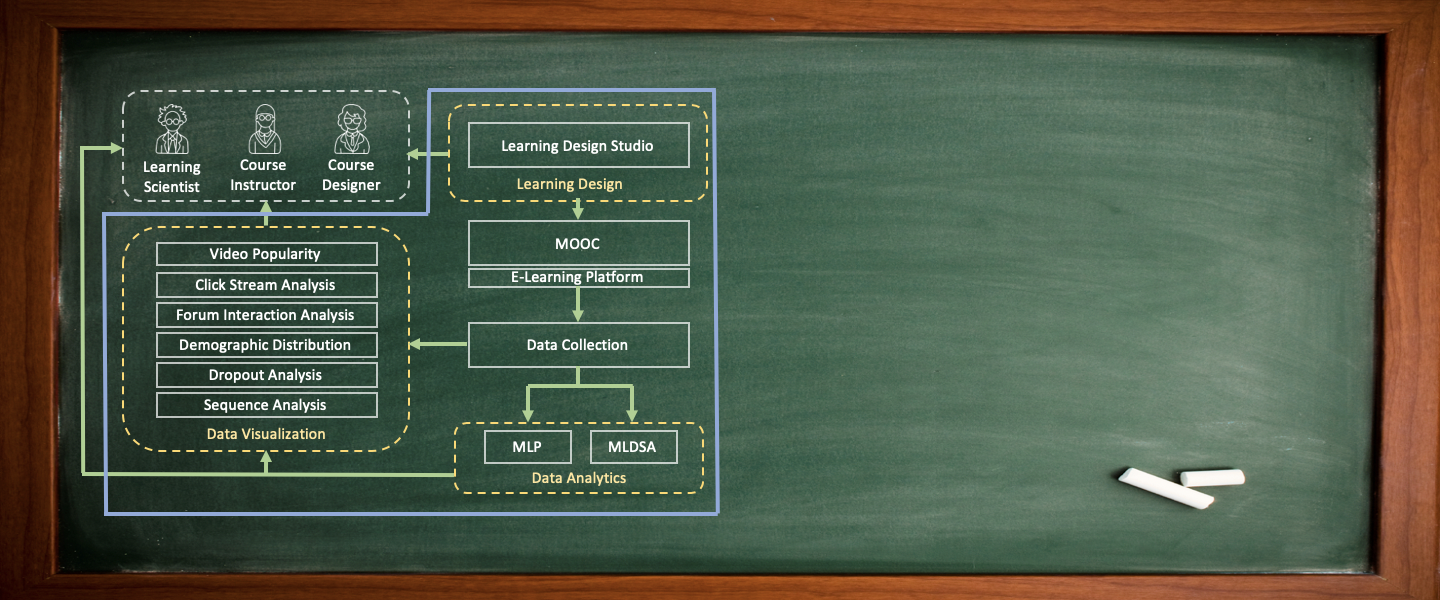 Learning
Scientist
Course
Instructor
Course
Designer
Learning Design Studio
Learning Design
MOOC
E-Learning Platform
Video Popularity
Click Stream Analysis
Forum Interaction Analysis
Demographic Distribution
Dropout Analysis
Sequence Analysis
Data Visualization
Data Collection
MLP
MLDSA
Data Analytics